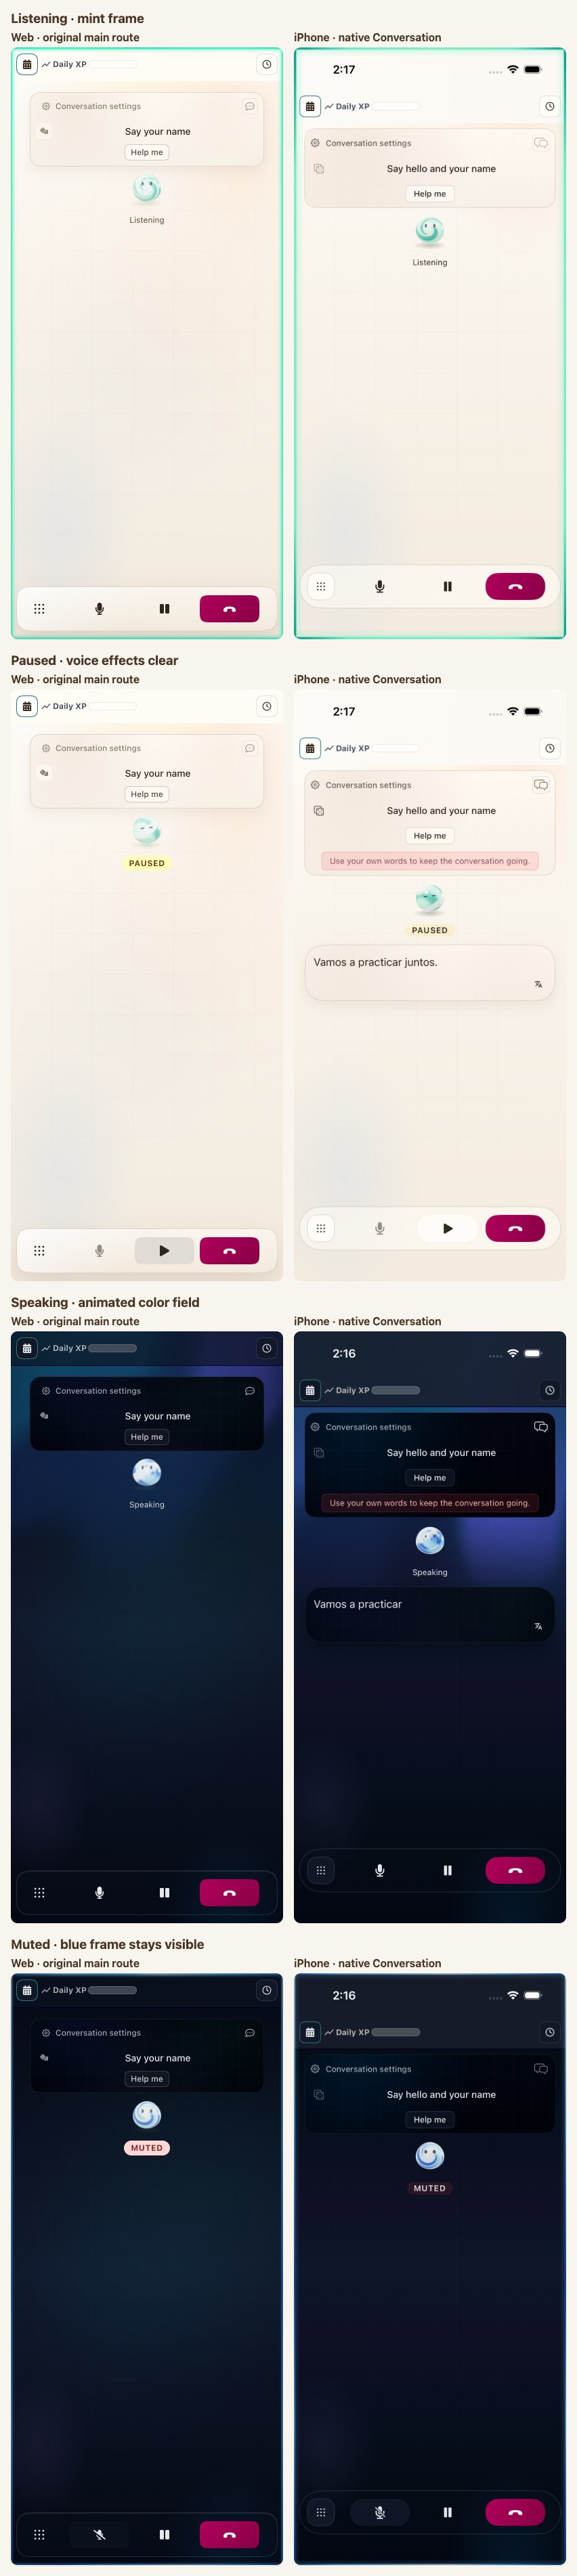 Listening · mint frame
Web · original main route
iPhone · native Conversation
Daily XP
Conversation settings
Say your name
Help me
Listening
2:17
Daily XP
Conversation settings
Say hello and your name
Help me
Listening
Paused · voice effects clear
Web · original main route
iPhone · native Conversation
Daily XP
Conversation settings
Say your name
Help me
PAUSED
2:17
Daily XP
Conversation settings
Say hello and your name
Help me
Use your own words to keep the conversation going.
PAUSED
Vamos a practicar juntos.
Speaking · animated color field
Web · original main route
iPhone · native Conversation
Daily XP
Conversation settings
Say your name
Help me
Speaking
2:16
Daily XP
Conversation settings
Say hello and your name
Help me
Use your own words to keep the conversation going.
Speaking
Vamos a practicar
Muted · blue frame stays visible
Web · original main route
iPhone · native Conversation
Daily XP
Conversation settings
Say your name
Help me
MUTED
2:16
Daily XP
Conversation settings
Say hello and your name
Help me
MUTED